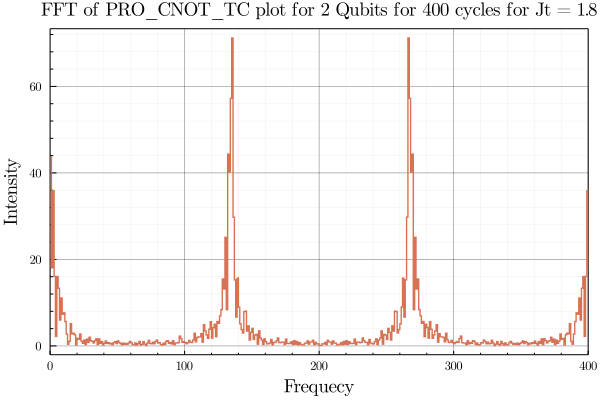 FFT of PRO_CNOT_TC plot for 2 Qubits for 400 cycles for Jt = 1.8
60
40
20
0
Intensity
0 100 200 300 400
Frequecy